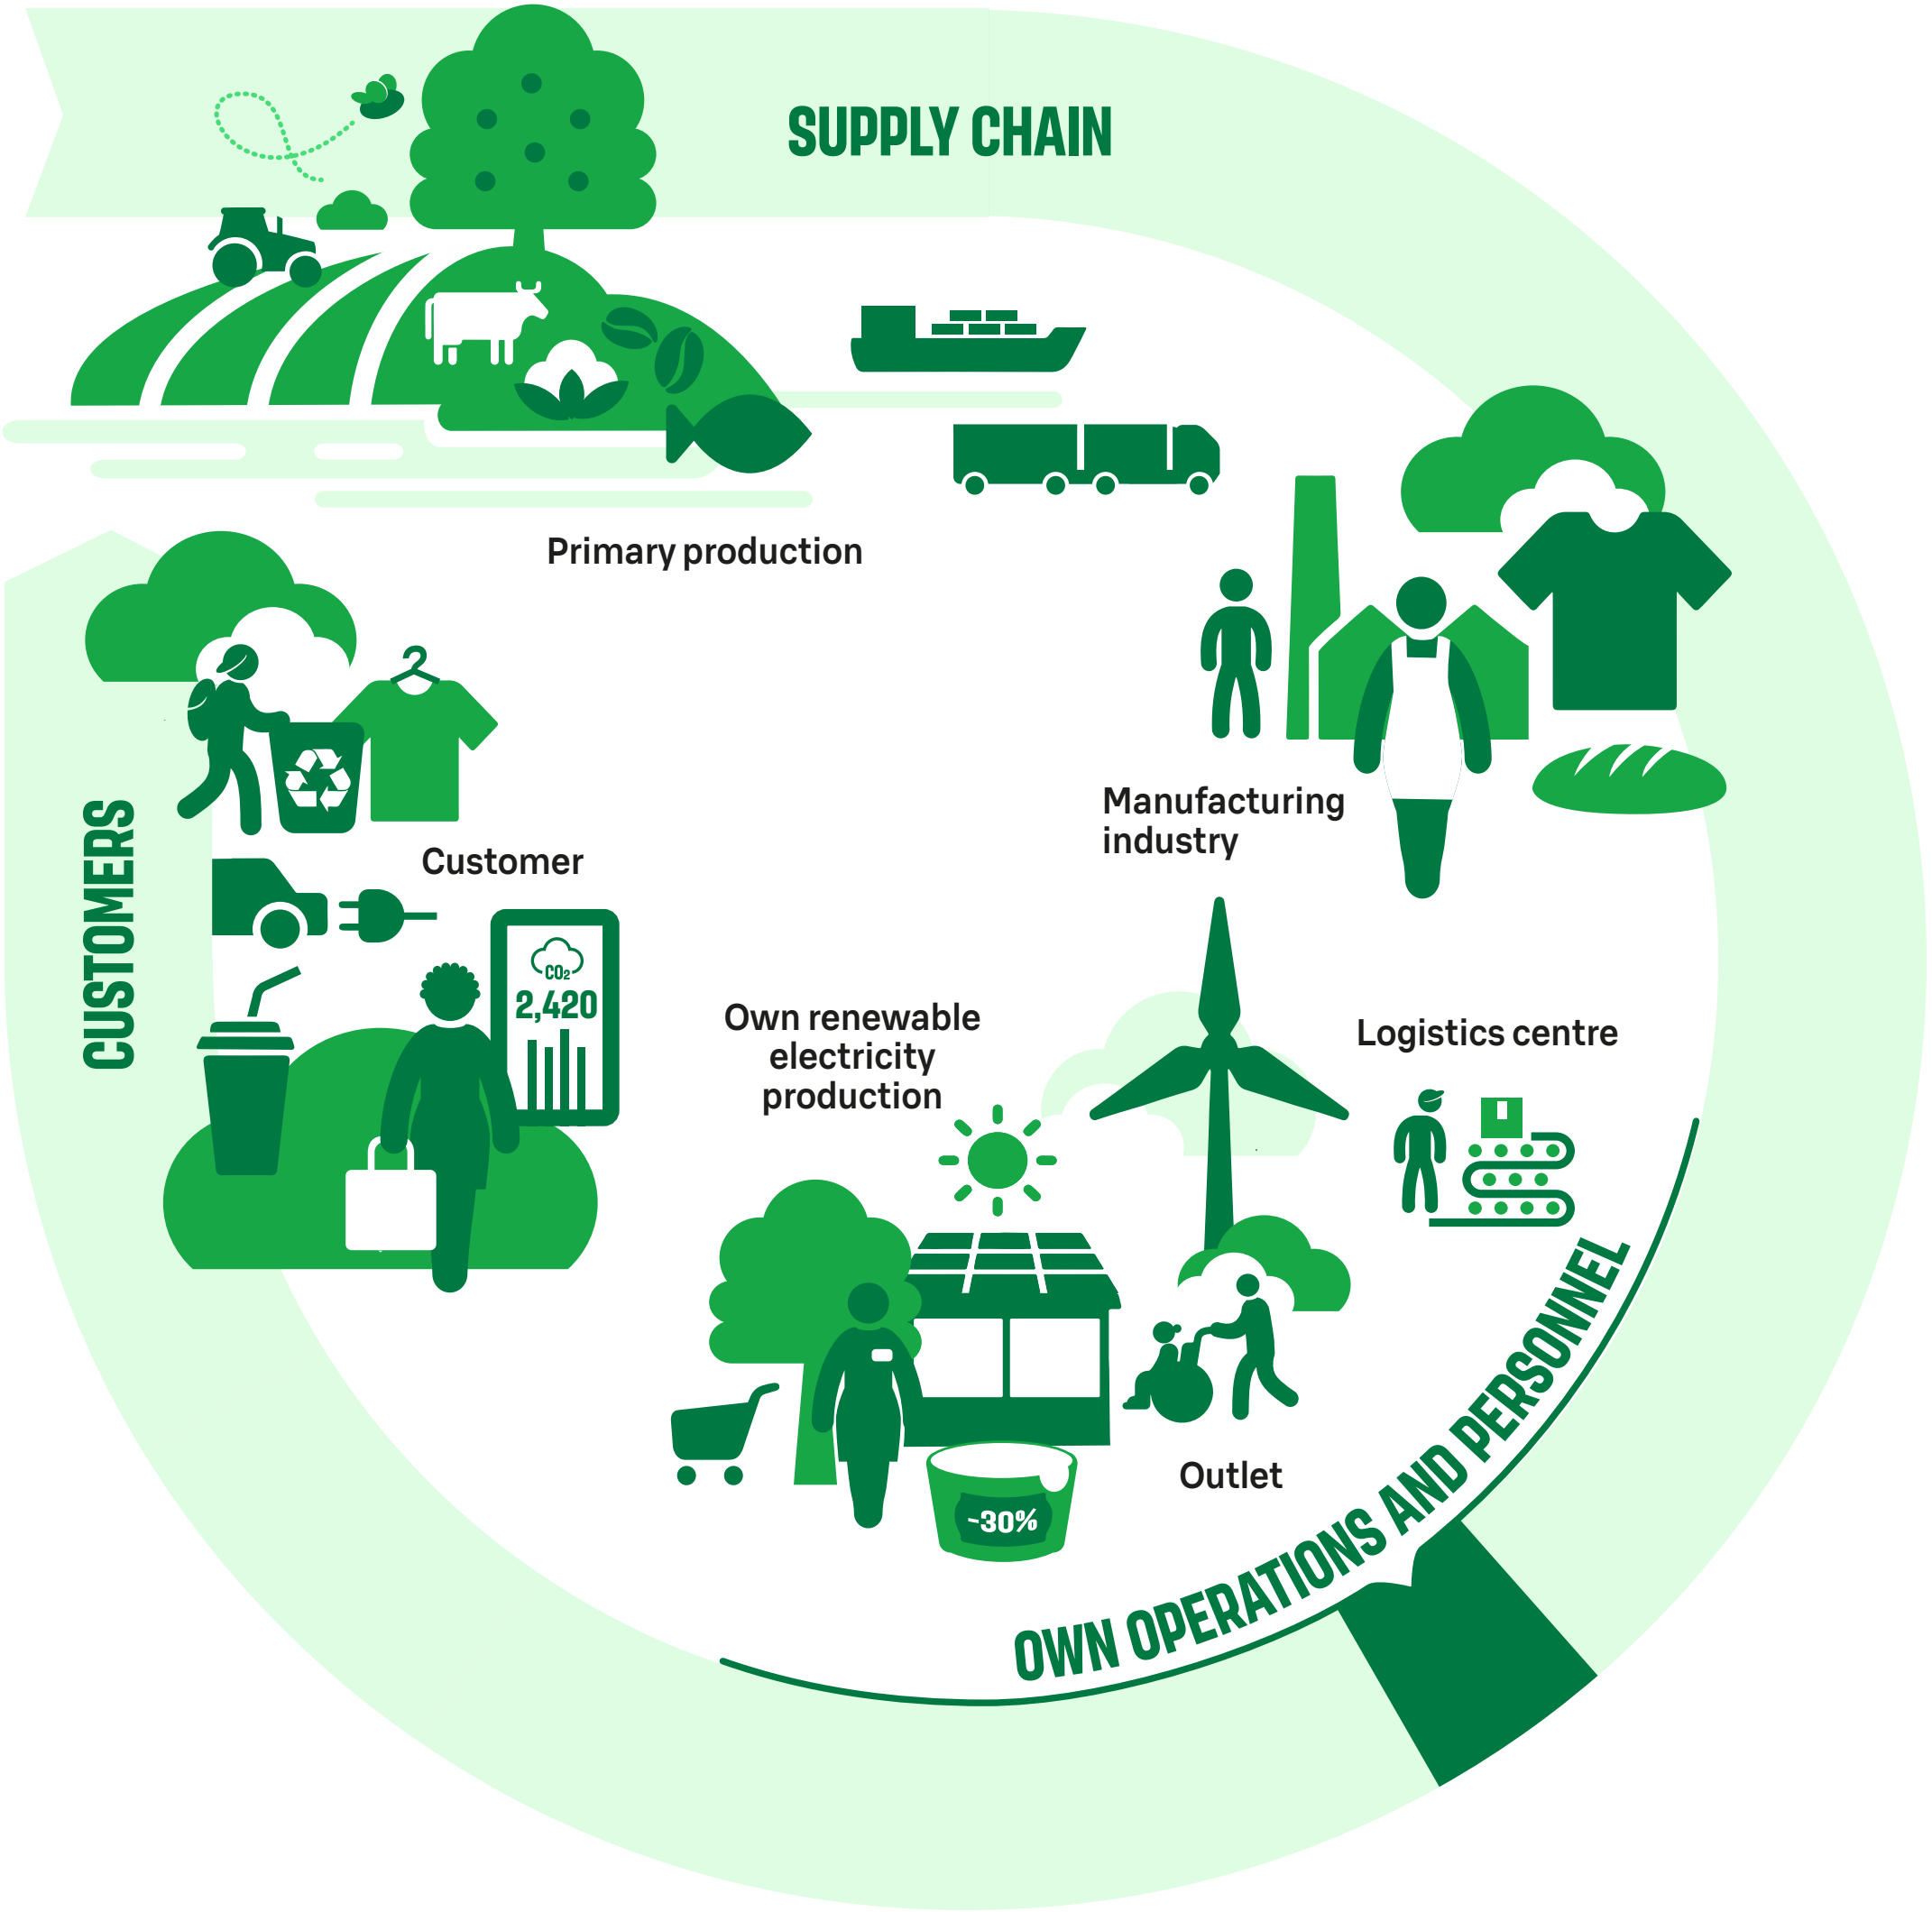 SUPPLY CHAIN
Primary production
Manufacturing
industry
Logistics centre
OWN OPERATIONS AND PERSONNEL
Own renewable
electricity
production
Outlet
-30%
CUSTOMERS
Customer
CO₂
2,420